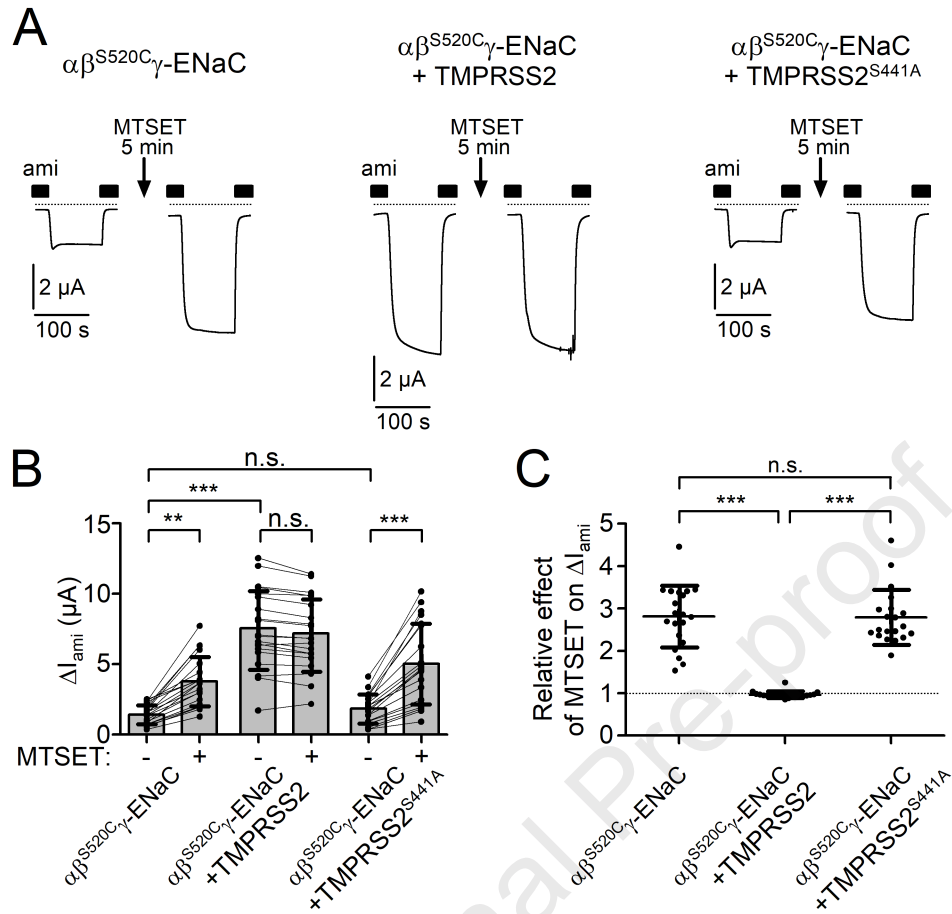 A
αβS520Cγ-ENaC
αβS520Cγ-ENaC
+ TMPRSS2
αβS520Cγ-ENaC
+ TMPRSS2S441A
MTSET
5 min
ami
2 µA
100 s
MTSET
5 min
2 µA
100 s
MTSET
5 min
ami
2 µA
100 s
B
n.s.
***
**
n.s.
***
ΔIami (µA)
15
10
5
0
MTSET:
- + - + - +
αβS520Cγ-ENaC
αβS520Cγ-ENaC
+TMPRSS2
αβS520Cγ-ENaC
+TMPRSS2S441A
C
n.s.
***
***
Relative effect
of MTSET on ΔIami
5
4
3
2
1
0
αβS520Cγ-ENaC
αβS520Cγ-ENaC
+TMPRSS2
αβS520Cγ-ENaC
+TMPRSS2S441A
nal Pre-proof